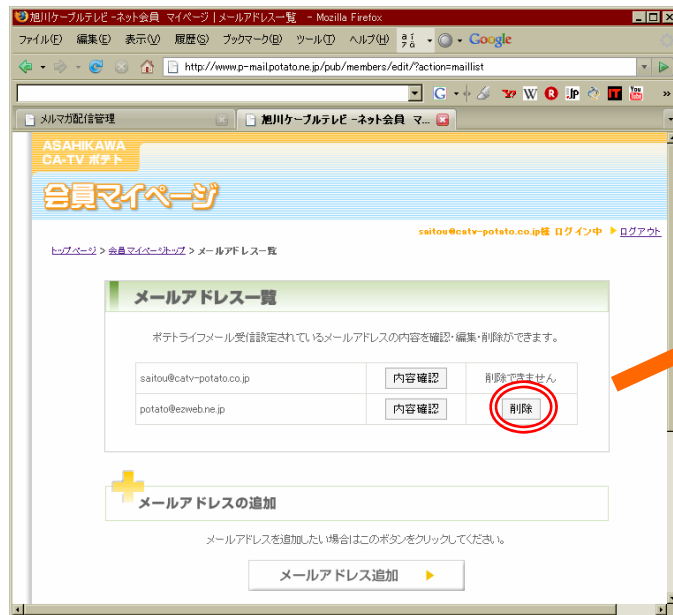 旭川ケーブルテレビ -ネット会員 マイページ | メールアドレス一覧 - Mozilla Firefox
ファイル(F) 編集(E) 表示(V) 履歴(S) ブックマーク(B) ツール(T) ヘルプ(H) Google
http://www.p-mail.potato.ne.jp/pub/members/edit/?action=maillist
メルマガ配信管理 旭川ケーブルテレビ -ネット会員 マ...
ASAHIKAWA
CA-TV ポテト
会員マイページ
saitou@catv-potato.co.jp様 ログイン中 ログアウト
トップページ > 会員マイページトップ > メールアドレス一覧
メールアドレス一覧
ポテトライフメール受信設定されているメールアドレスの内容を確認・編集・削除ができます。
saitou@catv-potato.co.jp 内容確認 削除できません
potato@ezweb.ne.jp 内容確認 削除
メールアドレスの追加
メールアドレスを追加したい場合はこのボタンをクリックしてください。
メールアドレス追加